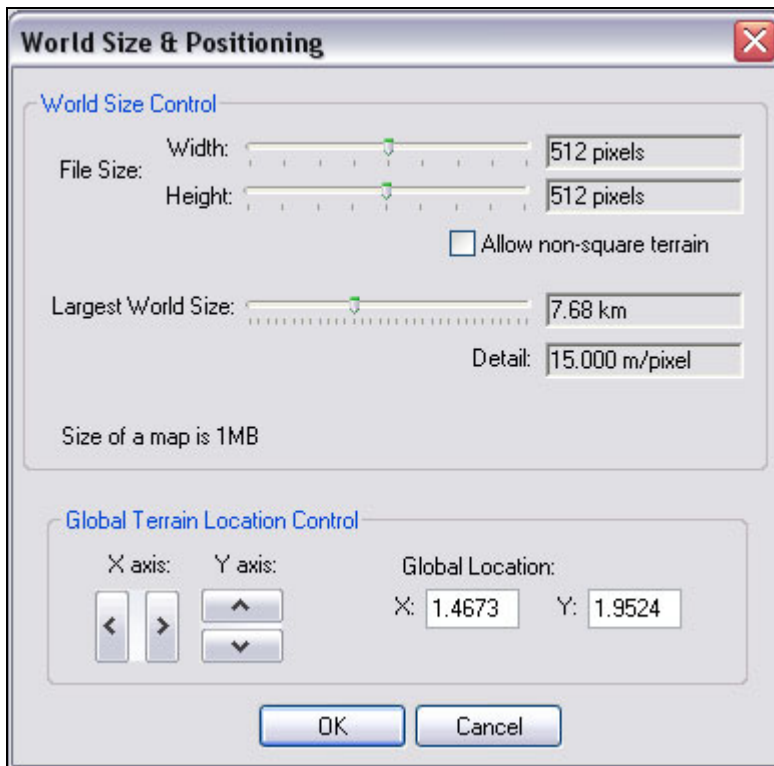 World Size & Positioning
World Size Control
File Size:
Width:
512 pixels
Height:
512 pixels
Allow non-square terrain
Largest World Size:
7.68 km
Detail:
15.000 m/pixel
Size of a map is 1MB
Global Terrain Location Control
X axis:
Y axis:
Global Location:
X:
1.4673
Y:
1.9524
OK
Cancel